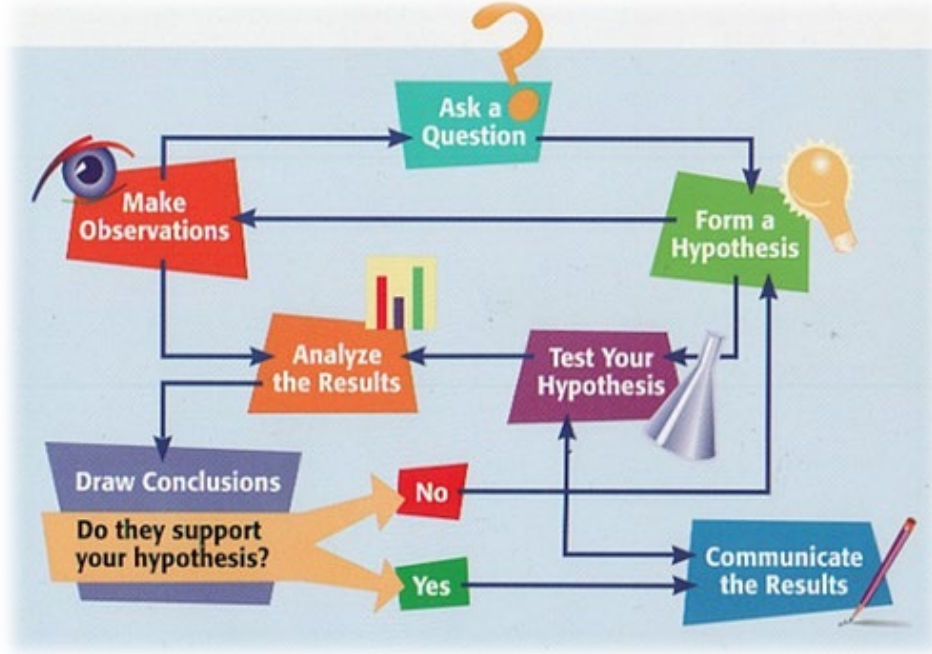 Ask a
Question
Make
Observations
Form a
Hypothesis
Analyze
the Results
Test Your
Hypothesis
Draw Conclusions
Do they support
your hypothesis?
No
Yes
Communicate
the Results